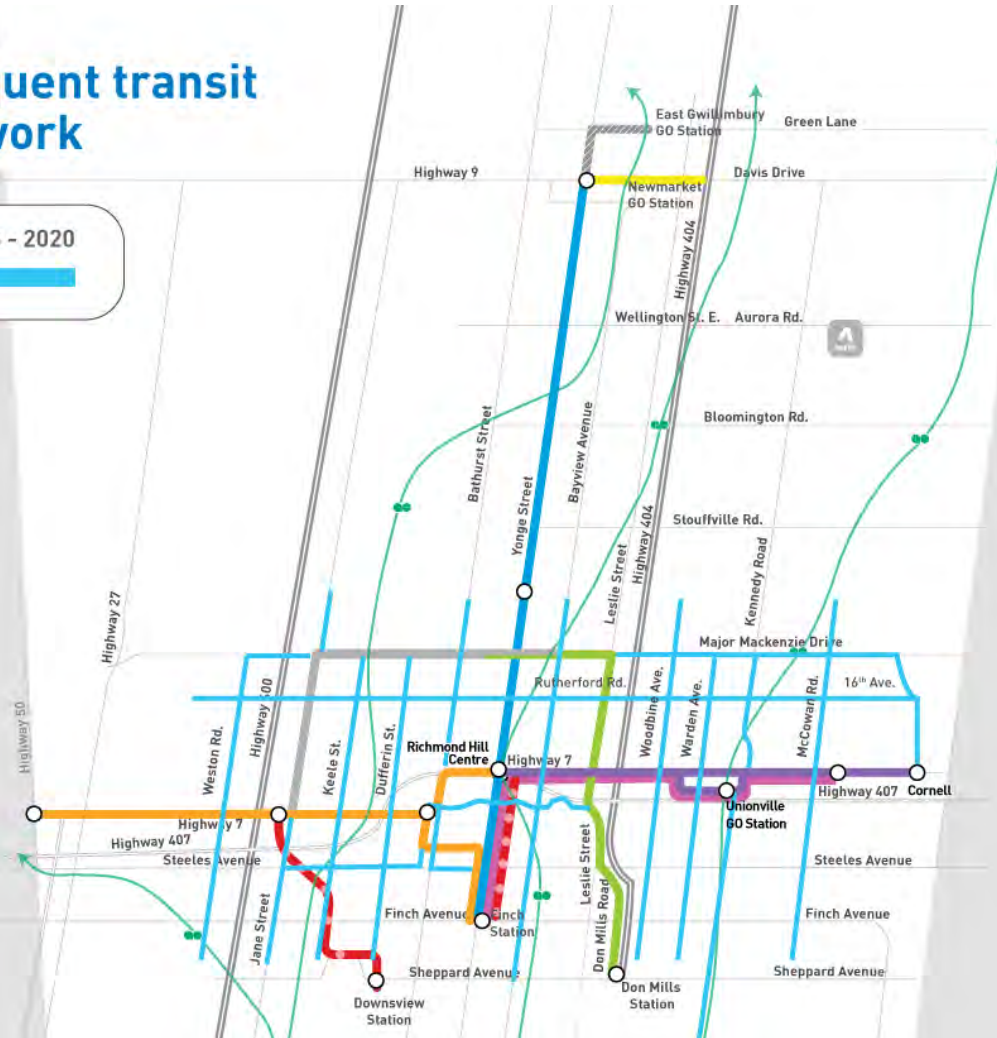 uent transit
work
- 2020
East Gwillimbury
GO Station
Green Lane
Highway 9
Davis Drive
Newmarket
GO Station
Highway 404
Wellington St. E.
Aurora Rd.
Bloomington Rd.
Bathurst Street
Bayview Avenue
Yonge Street
Stouffville Rd.
Leslie Street
Highway 404
Kennedy Road
Highway 27
Major Mackenzie Drive
Rutherford Rd.
16th Ave.
Highway 50
Weston Rd.
Highway 400
Keele St.
Dufferin St.
Woodbine Ave.
Warden Ave.
McCowan Rd.
Richmond Hill
Centre
Highway 7
Highway 407
Cornell
Unionville
GO Station
Highway 7
Highway 407
Steeles Avenue
Steeles Avenue
Leslie Street
Don Mills Road
Jane Street
Finch Avenue
Finch
Station
Finch Avenue
Sheppard Avenue
Sheppard Avenue
Downsview
Station
Don Mills
Station